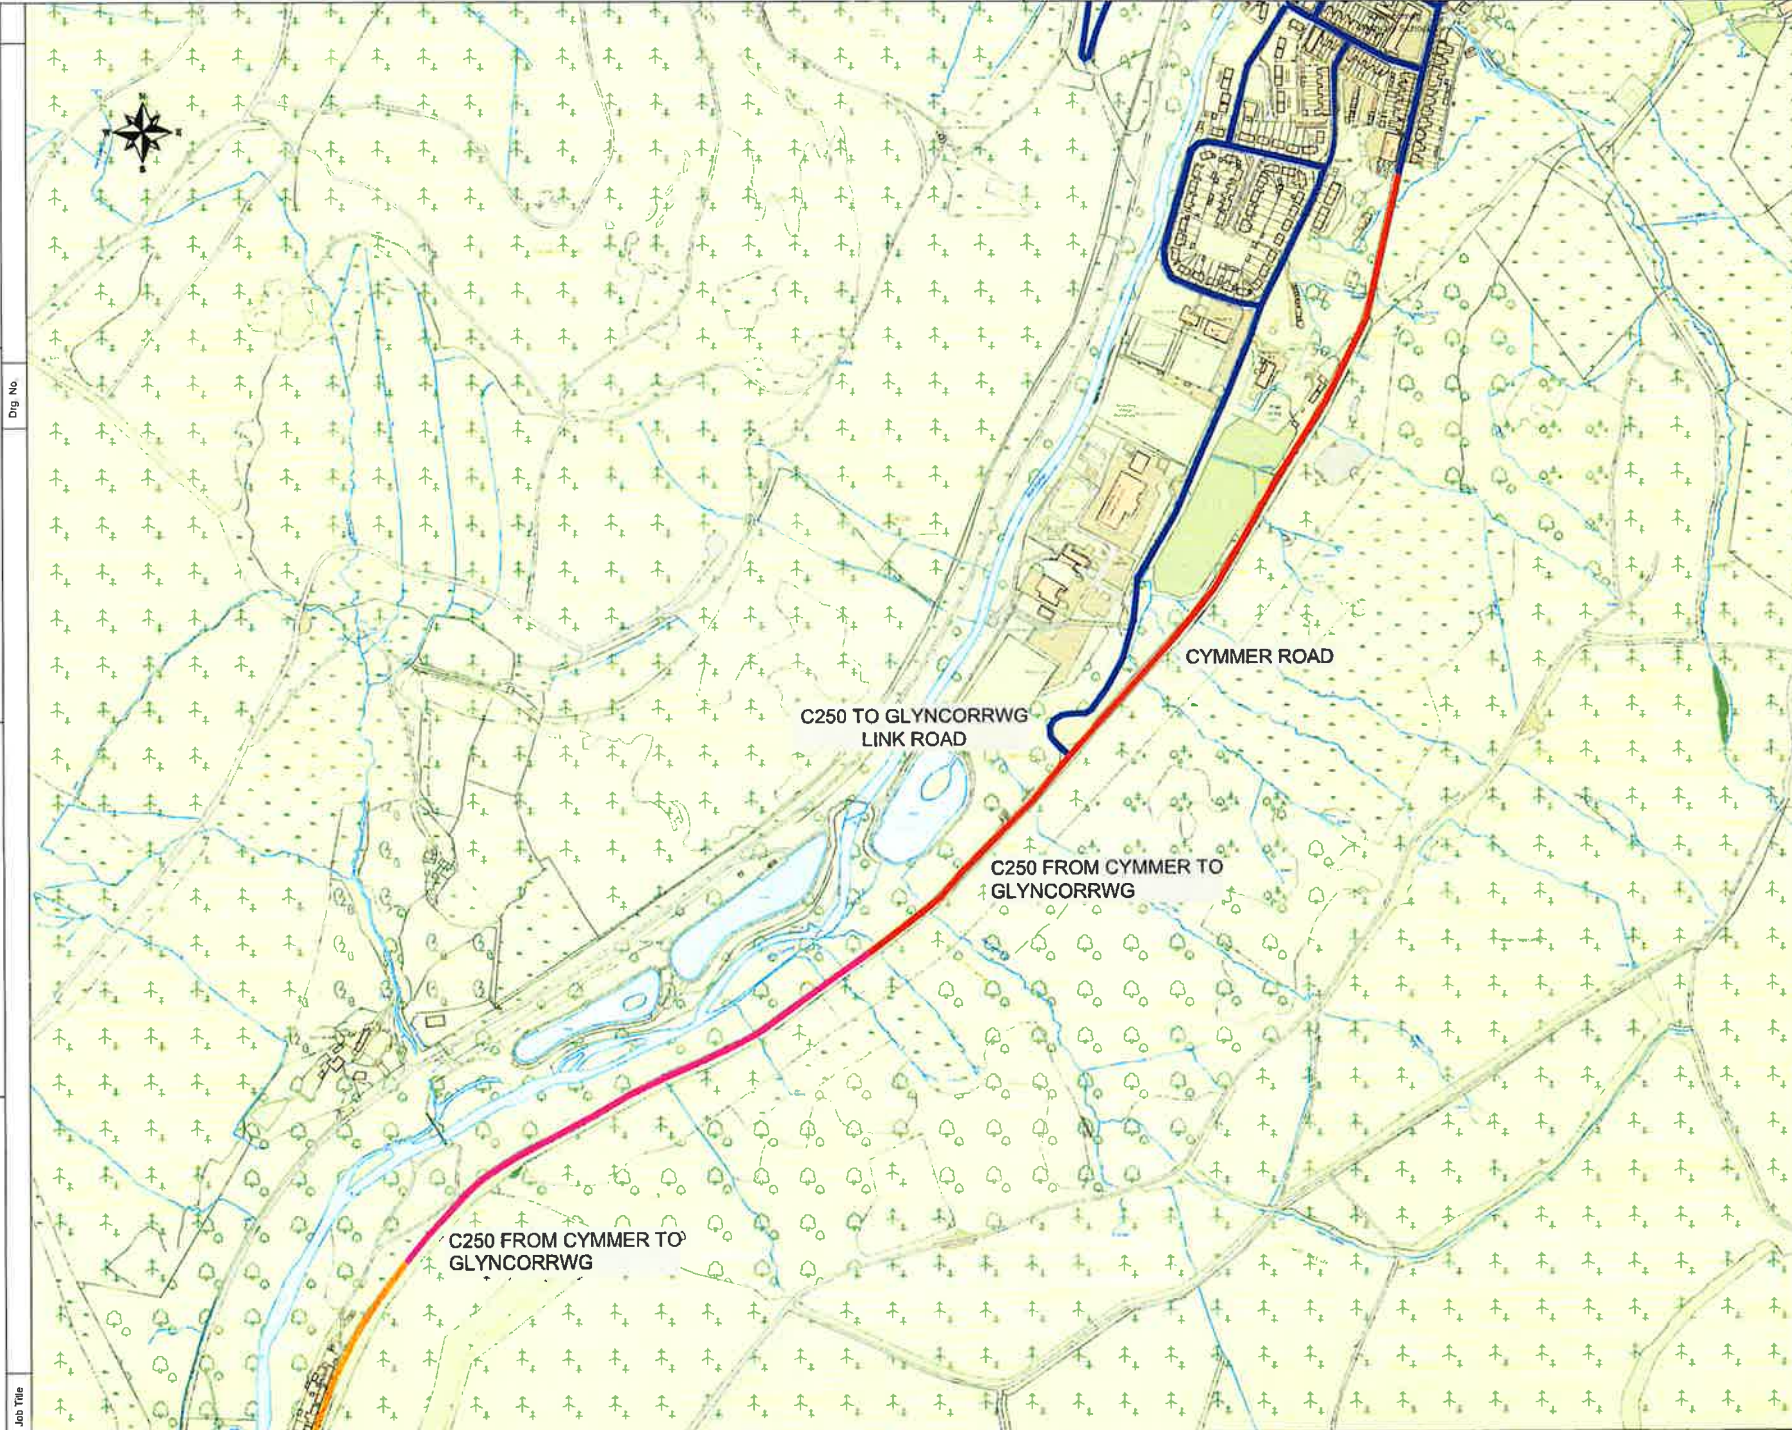 Drg. No.
CYMMER ROAD
C250 TO GLYNCORRWG
LINK ROAD
C250 FROM CYMMER TO
GLYNCORRWG
C250 FROM CYMMER TO
GLYNCORRWG
Job Title